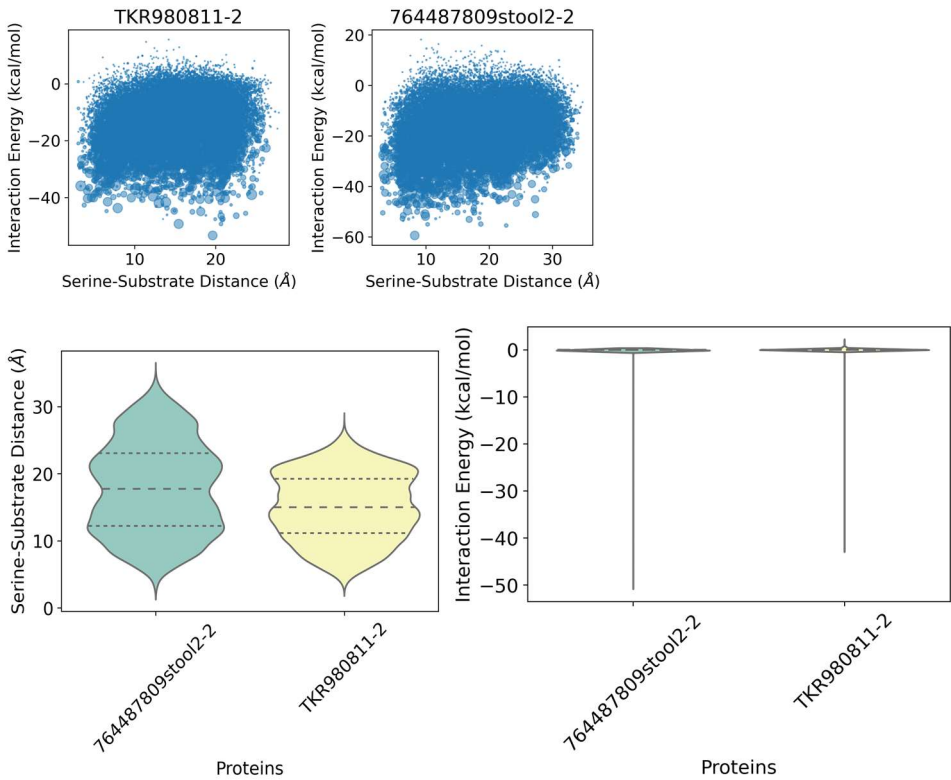 TKR980811-2
764487809stool2-2
Interaction Energy (kcal/mol)
0
−20
−40
10
20
Serine-Substrate Distance (Å)
Interaction Energy (kcal/mol)
20
0
−20
−40
−60
10
20
30
Serine-Substrate Distance (Å)
Serine-Substrate Distance (Å)
30
20
10
0
764487809stool2-2
TKR980811-2
Proteins
Interaction Energy (kcal/mol)
0
−10
−20
−30
−40
−50
764487809stool2-2
TKR980811-2
Proteins